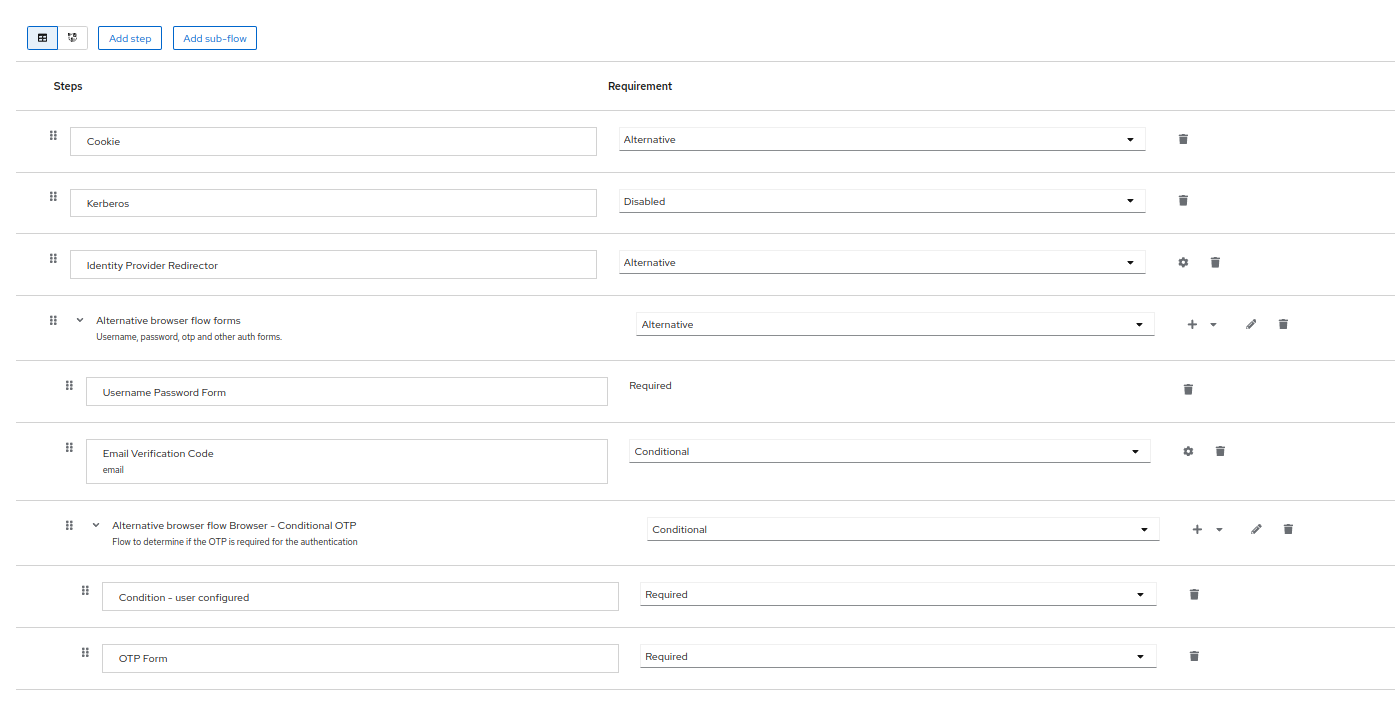 Add step
Add sub-flow
Steps
Requirement
Cookie
Alternative
Kerberos
Disabled
Identity Provider Redirector
Alternative
Alternative browser flow forms
Username, password, otp and other auth forms.
Alternative
Username Password Form
Required
Email Verification Code
email
Conditional
Alternative browser flow Browser - Conditional OTP
Flow to determine if the OTP is required for the authentication
Conditional
Condition - user configured
Required
OTP Form
Required